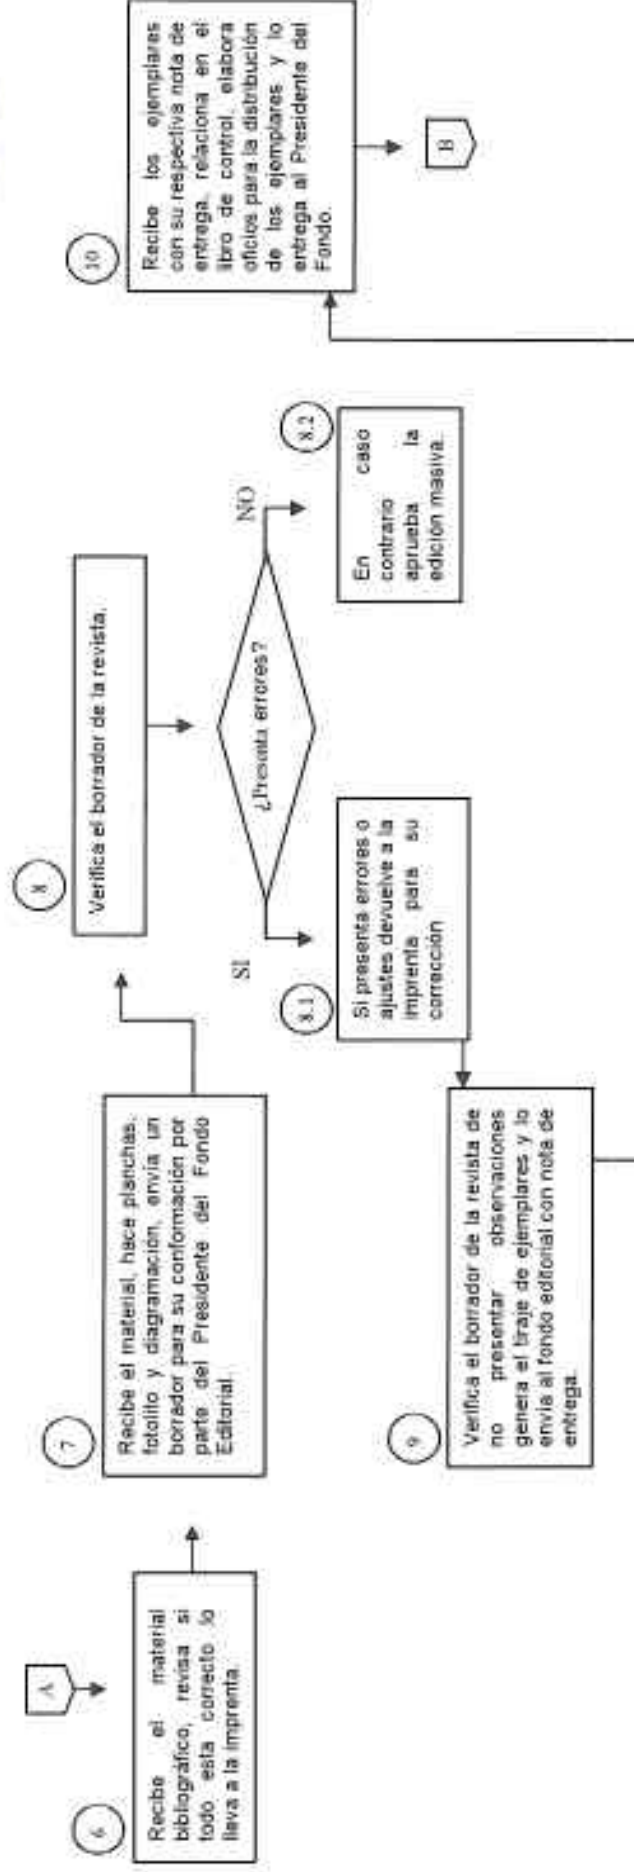 A
6
Recibe el material
bibliográfico, revisa si
todo esta correcto lo
lleva a la imprenta.
7
Recibe el material, hace planchas,
fotolito y diagramación, envía un
borrador para su conformación por
parte del Presidente del Fondo
Editorial.
8
Verifica el borrador de la revista.
¿Presenta errores?
SI
NO
8.1
Si presenta errores o
ajustes devuelve a la
imprenta para su
corrección
8.2
En caso
contrario
aprueba la
edición masiva.
9
Verifica el borrador de la revista de
no presentar observaciones
genera el tiraje de ejemplares y lo
envía al fondo editorial con nota de
entrega.
10
Recibe los ejemplares
con su respectiva nota de
entrega, relaciona en el
libro de control, elabora
oficios para la distribución
de los ejemplares y lo
entrega al Presidente del
Fondo.
B